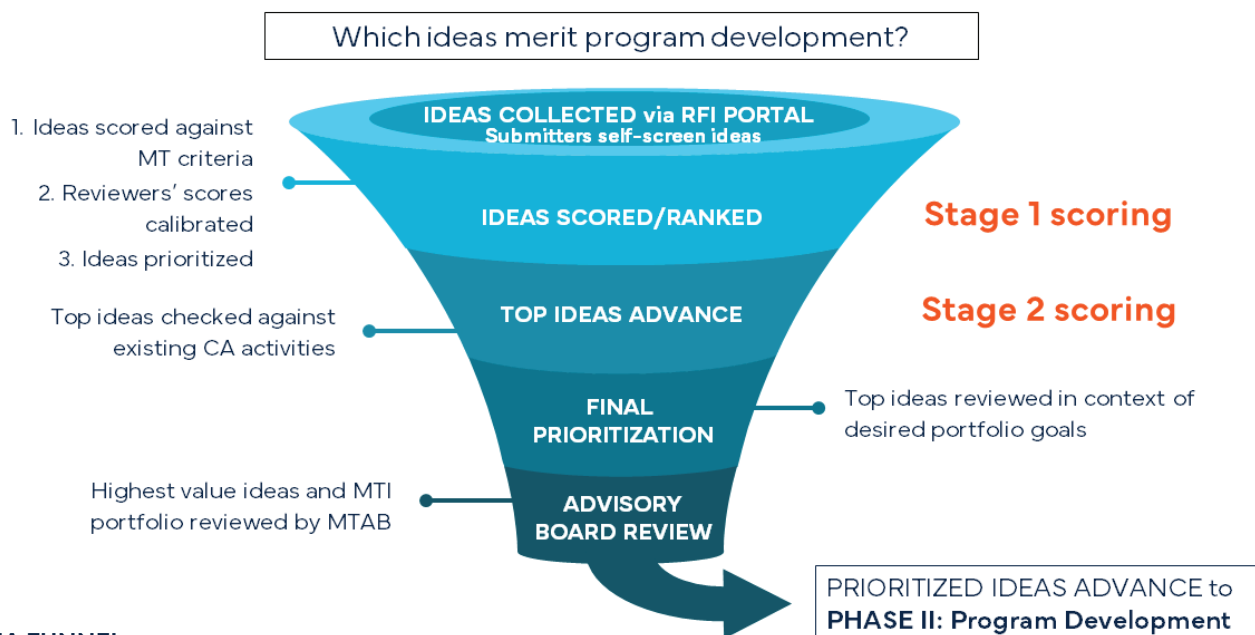 Which ideas merit program development?
IDEAS COLLECTED via RFI PORTAL
Submitters self-screen ideas
1. Ideas scored against
MT criteria
2. Reviewers' scores
calibrated
3. Ideas prioritized
IDEAS SCORED/RANKED
Stage 1 scoring
TOP IDEAS ADVANCE
Stage 2 scoring
Top ideas checked against
existing CA activities
FINAL
PRIORITIZATION
Top ideas reviewed in context of
desired portfolio goals
Highest value ideas and MTI
portfolio reviewed by MTAB
ADVISORY
BOARD REVIEW
PRIORITIZED IDEAS ADVANCE to
PHASE II: Program Development